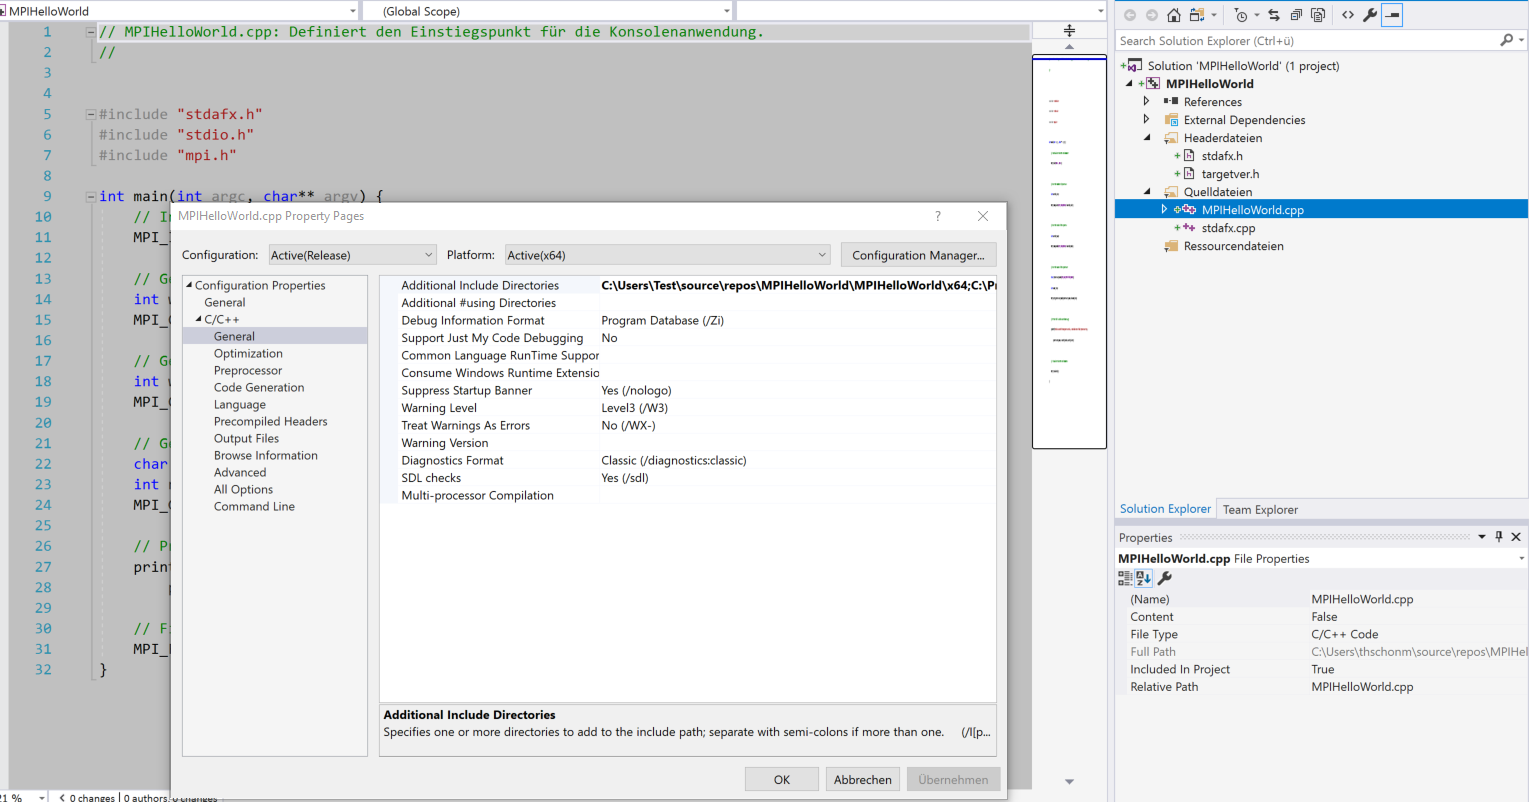 MPIHelloWorld
(Global Scope)
1 // MPIHelloWorld.cpp: Definiert den Einstiegspunkt für die Konsolenanwendung.
2 //
3
4
5 #include "stdafx.h"
6 #include "stdio.h"
7 #include "mpi.h"
8
9 int main(int argc, char** argv) {
10 // I
11 MPI_
12
13 // G
14 int
15 MPI_
16
17 // G
18 int
19 MPI_
20
21 // G
22 char
23 int
24 MPI_
25
26 // P
27 prin
28
29
30 // F
31 MPI_
32 }
MPIHelloWorld.cpp Property Pages
?
Configuration: Active(Release) Platform: Active(x64) Configuration Manager...
Configuration Properties
General
C/C++
General
Optimization
Preprocessor
Code Generation
Language
Precompiled Headers
Output Files
Browse Information
Advanced
All Options
Command Line
Additional Include Directories C:\Users\Test\source\repos\MPIHelloWorld\MPIHelloWorld\x64;C:\Pr
Additional #using Directories
Debug Information Format Program Database (/Zi)
Support Just My Code Debugging No
Common Language RunTime Suppor
Consume Windows Runtime Extensio
Suppress Startup Banner Yes (/nologo)
Warning Level Level3 (/W3)
Treat Warnings As Errors No (/WX-)
Warning Version
Diagnostics Format Classic (/diagnostics:classic)
SDL checks Yes (/sdl)
Multi-processor Compilation
Additional Include Directories
Specifies one or more directories to add to the include path; separate with semi-colons if more than one. (/I[p...
OK Abbrechen Übernehmen
21 % 0 changes | 0 authors, 0 changes
Search Solution Explorer (Ctrl+ü)
Solution 'MPIHelloWorld' (1 project)
MPIHelloWorld
References
External Dependencies
Headerdateien
stdafx.h
targetver.h
Quelldateien
MPIHelloWorld.cpp
stdafx.cpp
Ressourcendateien
Solution Explorer Team Explorer
Properties
MPIHelloWorld.cpp File Properties
(Name) MPIHelloWorld.cpp
Content False
File Type C/C++ Code
Full Path C:\Users\thschonm\source\repos\MPIHel
Included In Project True
Relative Path MPIHelloWorld.cpp